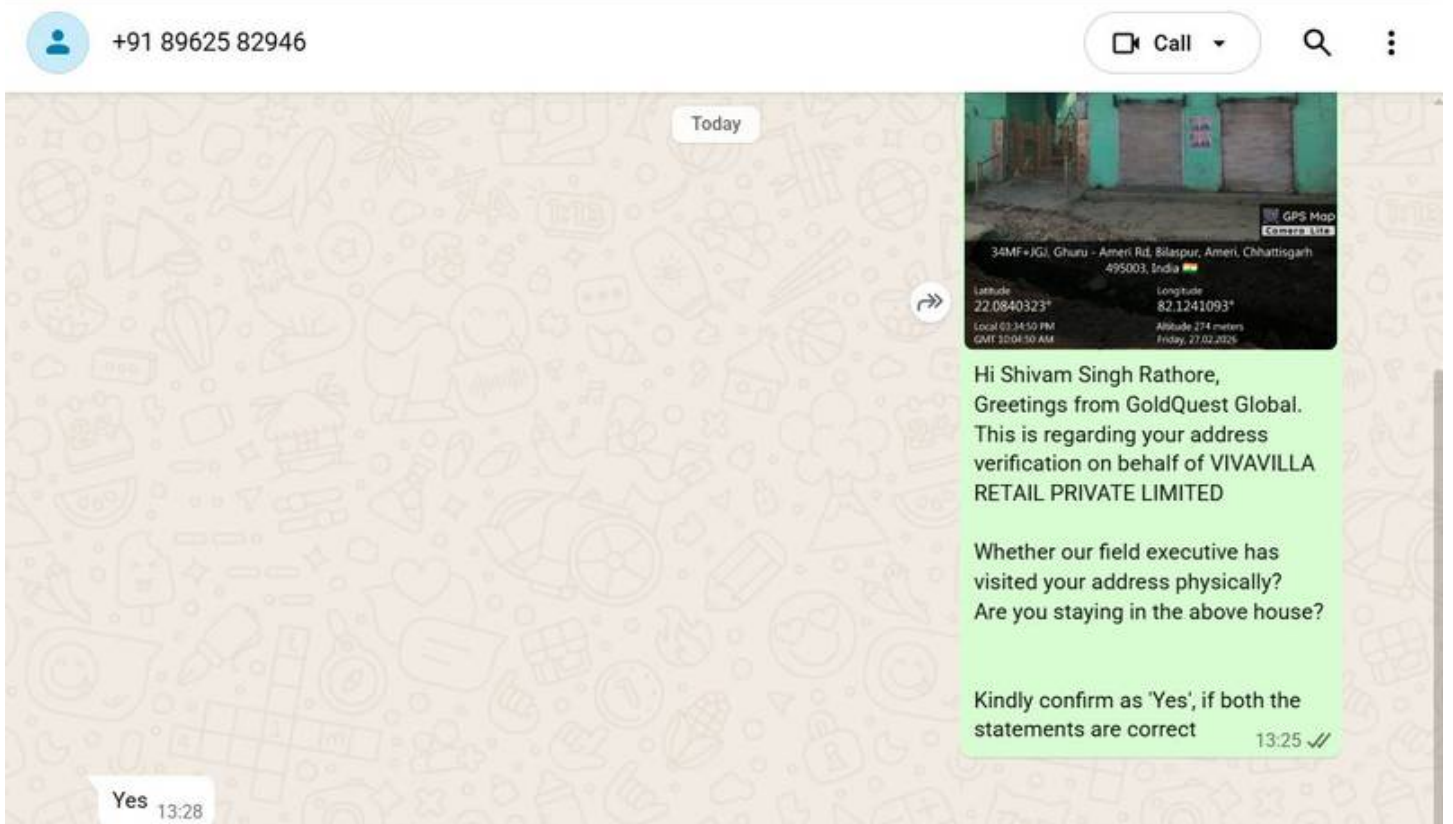 +91 89625 82946
Call
Today
GPS Map
Camera Lite
34MF+JGJ, Ghuru - Ameri Rd, Bilaspur, Ameri, Chhattisgarh
495003, India
Latitude
22.0840323°
Longitude
82.1241093°
Local 03:34:50 PM
GMT 10:04:50 AM
Altitude 274 meters
Friday, 27.02.2026
Hi Shivam Singh Rathore,
Greetings from GoldQuest Global.
This is regarding your address
verification on behalf of VIVAVILLA
RETAIL PRIVATE LIMITED
Whether our field executive has
visited your address physically?
Are you staying in the above house?
Kindly confirm as 'Yes', if both the
statements are correct
13:25
Yes 13:28